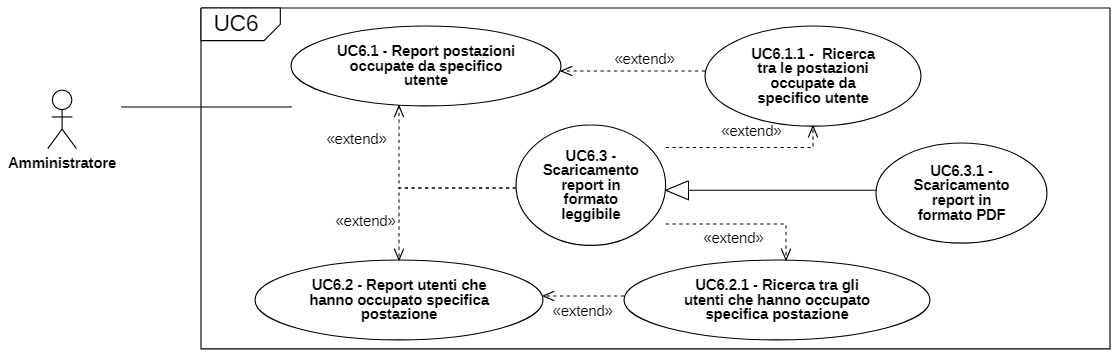 UC6
UC6.1 - Report postazioni
occupate da specifico
utente
«extend»
UC6.1.1 - Ricerca
tra le postazioni
occupate da
specifico utente
Amministratore
«extend»
«extend»
UC6.3 -
Scaricamento
report in
formato
leggibile
UC6.3.1 -
Scaricamento
report in
formato PDF
«extend»
«extend»
UC6.2 - Report utenti che
hanno occupato specifica
postazione
«extend»
UC6.2.1 - Ricerca tra gli
utenti che hanno occupato
specifica postazione